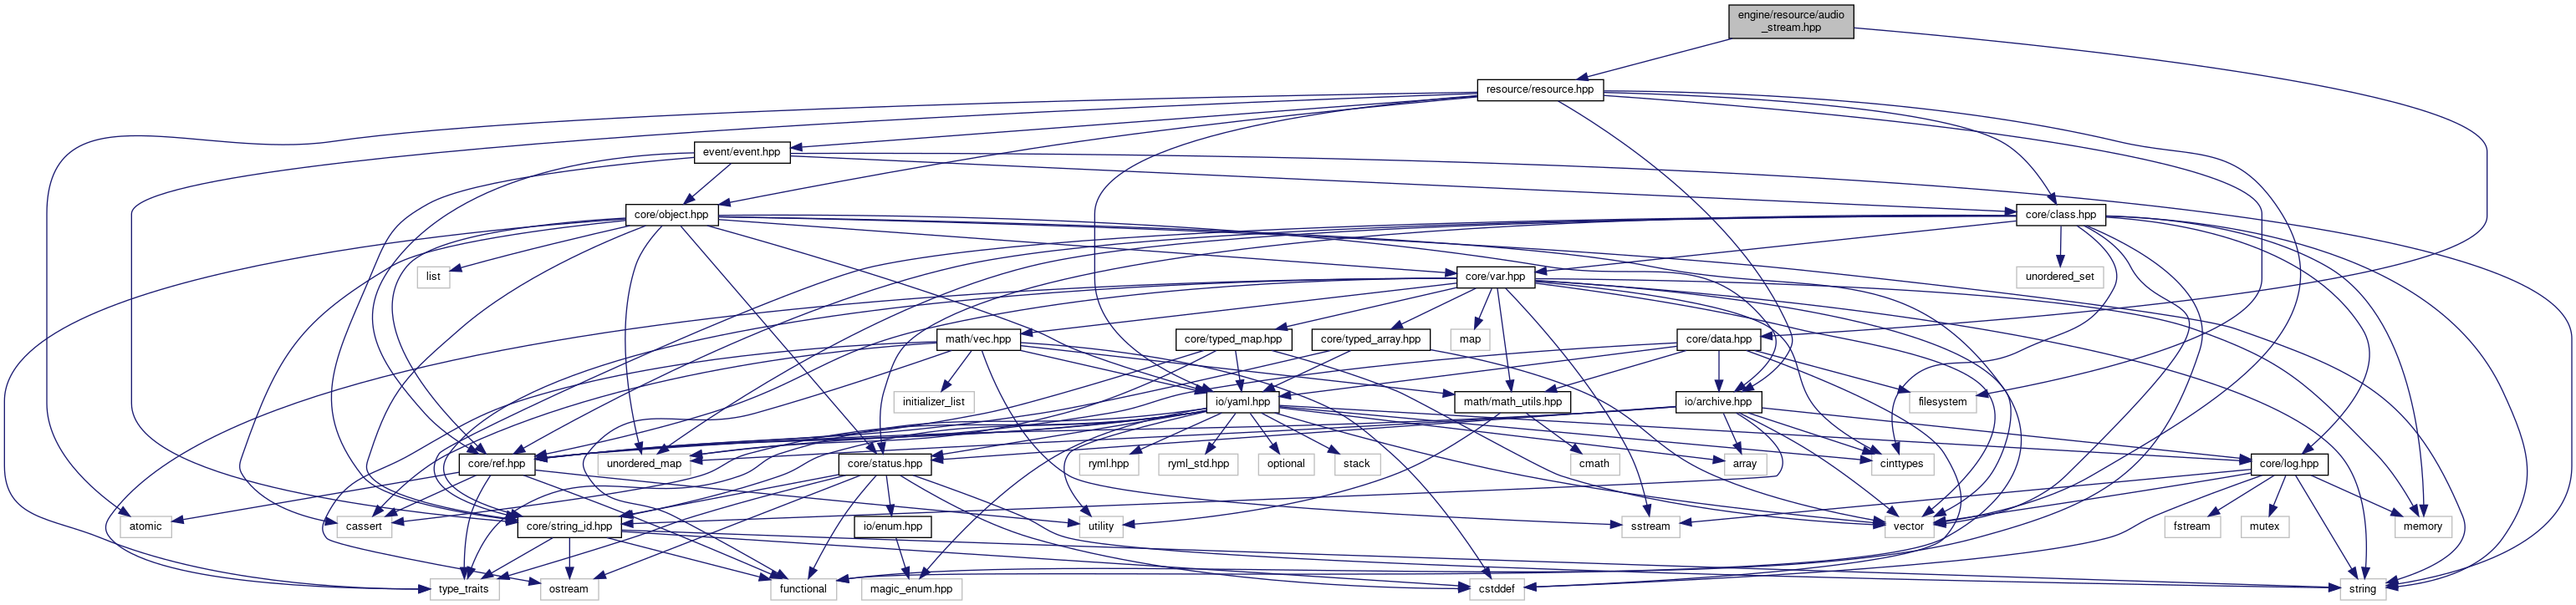 engine/resource/audio
_stream.hpp
resource/resource.hpp
event/event.hpp
core/object.hpp
core/class.hpp
list
core/var.hpp
unordered_set
math/vec.hpp
core/typed_map.hpp
core/typed_array.hpp
map
core/data.hpp
initializer_list
io/yaml.hpp
math/math_utils.hpp
io/archive.hpp
filesystem
core/ref.hpp
unordered_map
core/status.hpp
ryml.hpp
ryml_std.hpp
optional
stack
cmath
array
cinttypes
core/log.hpp
atomic
cassert
core/string_id.hpp
io/enum.hpp
utility
sstream
vector
fstream
mutex
memory
type_traits
ostream
functional
magic_enum.hpp
cstddef
string